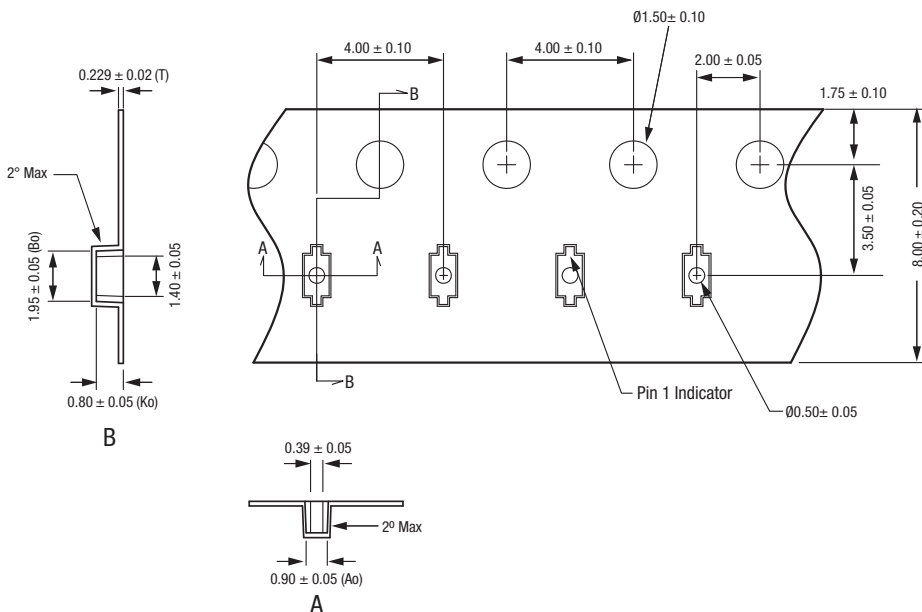 Ø1.50± 0.10
4.00 ± 0.10
4.00 ± 0.10
2.00 ± 0.05
0.229 ± 0.02 (T)
B
1.75 ± 0.10
2º Max
3.50 ± 0.05
8.00 ± 0.20
A
A
1.95 ± 0.05 (Bo)
1.40 ± 0.05
B
Pin 1 Indicator
0.80 ± 0.05 (Ko)
Ø0.50± 0.05
B
0.39 ± 0.05
2º Max
0.90 ± 0.05 (Ao)
A